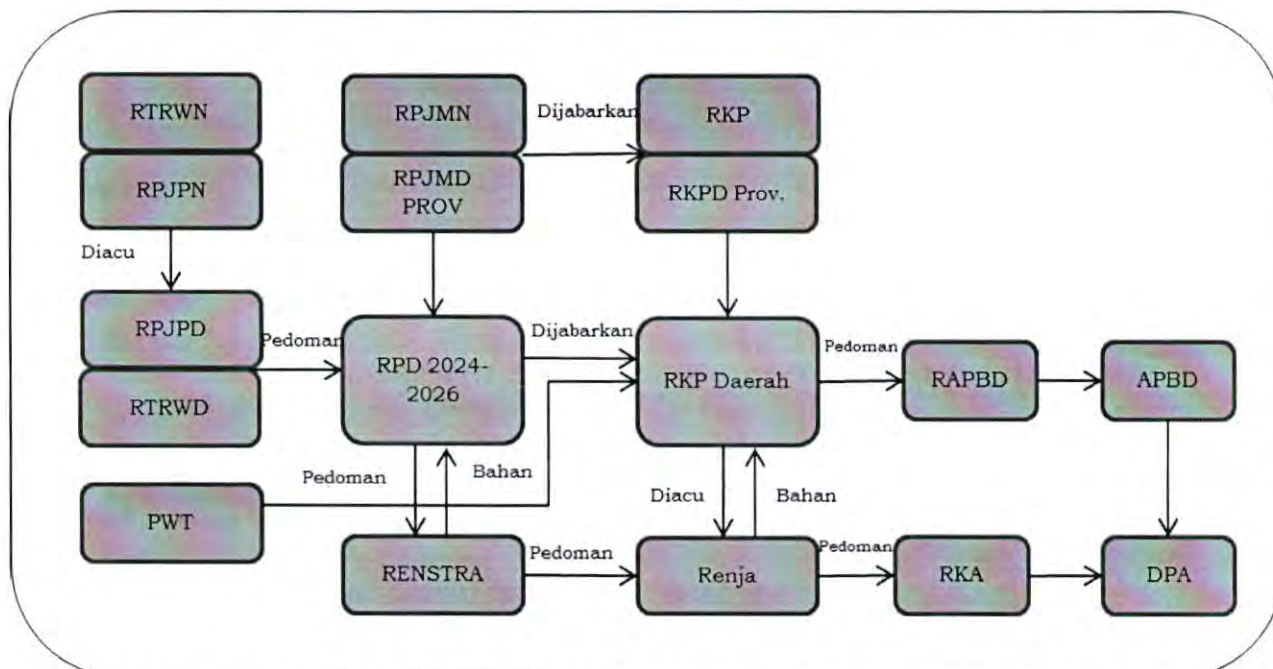 RTRWN
RPJMN
Dijabarkan
RKP
RPJPN
RPJMD
PROV
RKPD Prov.
Diacu
RPJPD
Pedoman
RPD 2024-
2026
Dijabarkan
RKP Daerah
Pedoman
RAPBD
APBD
RTRWD
Pedoman
Bahan
Diacu
Bahan
PWT
RENSTRA
Pedoman
Renja
Pedoman
RKA
DPA